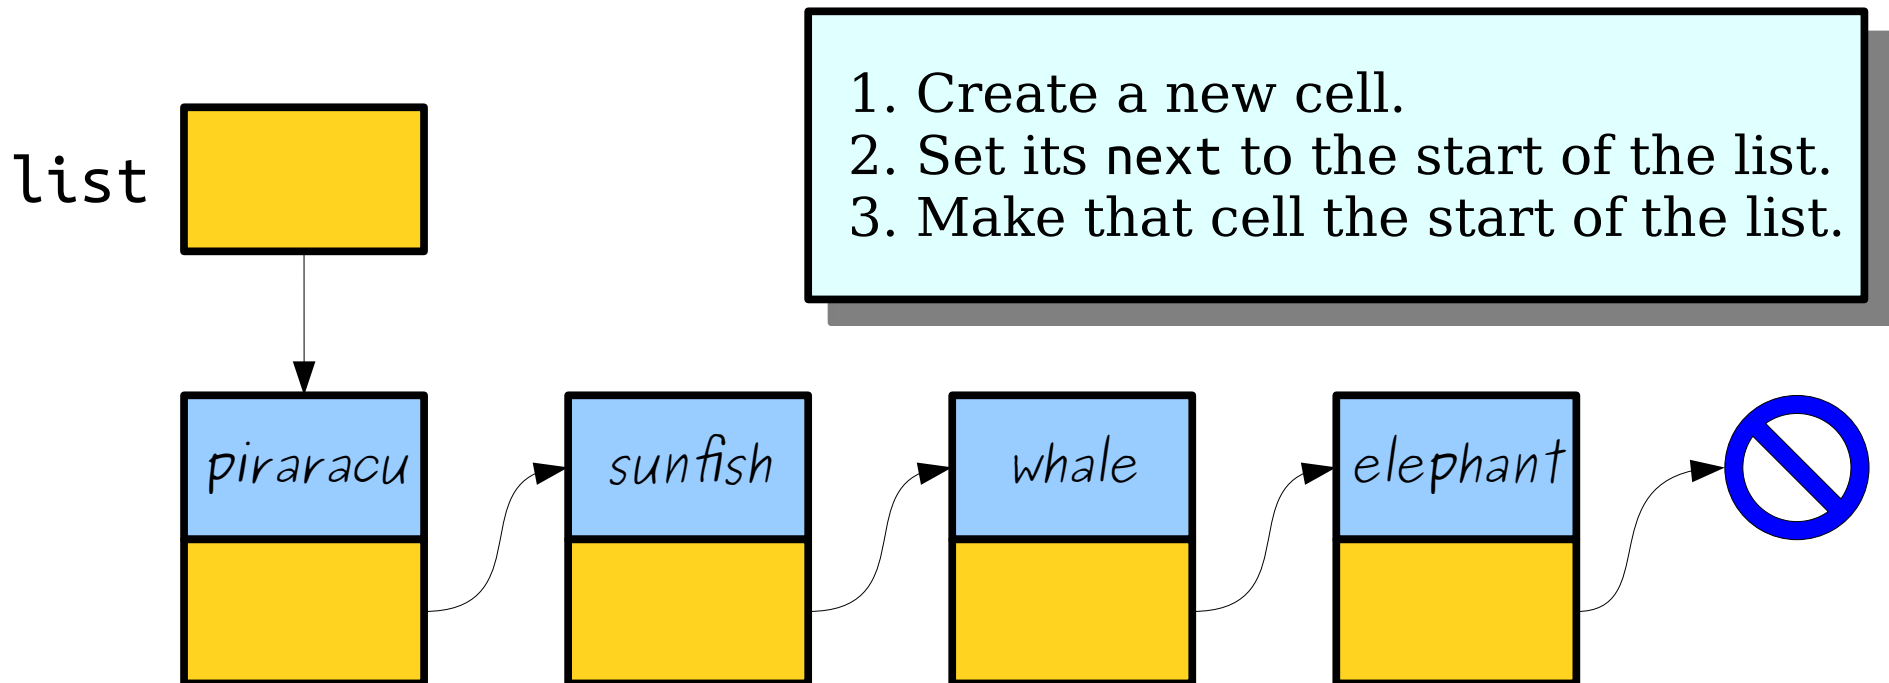 1. Create a new cell.
2. Set its next to the start of the list.
3. Make that cell the start of the list.
list
piraracu
sunfish
whale
elephant